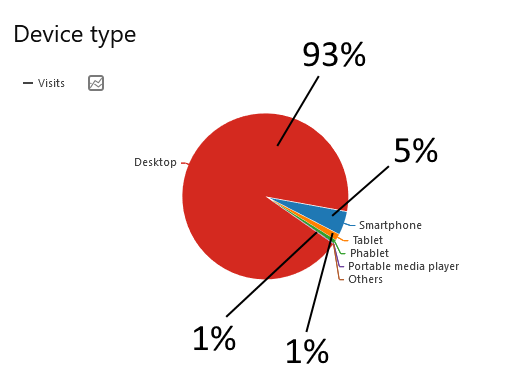 Device type
93%
Visits
5%
Desktop
Smartphone
Tablet
Phablet
Portable media player
Others
1%
1%